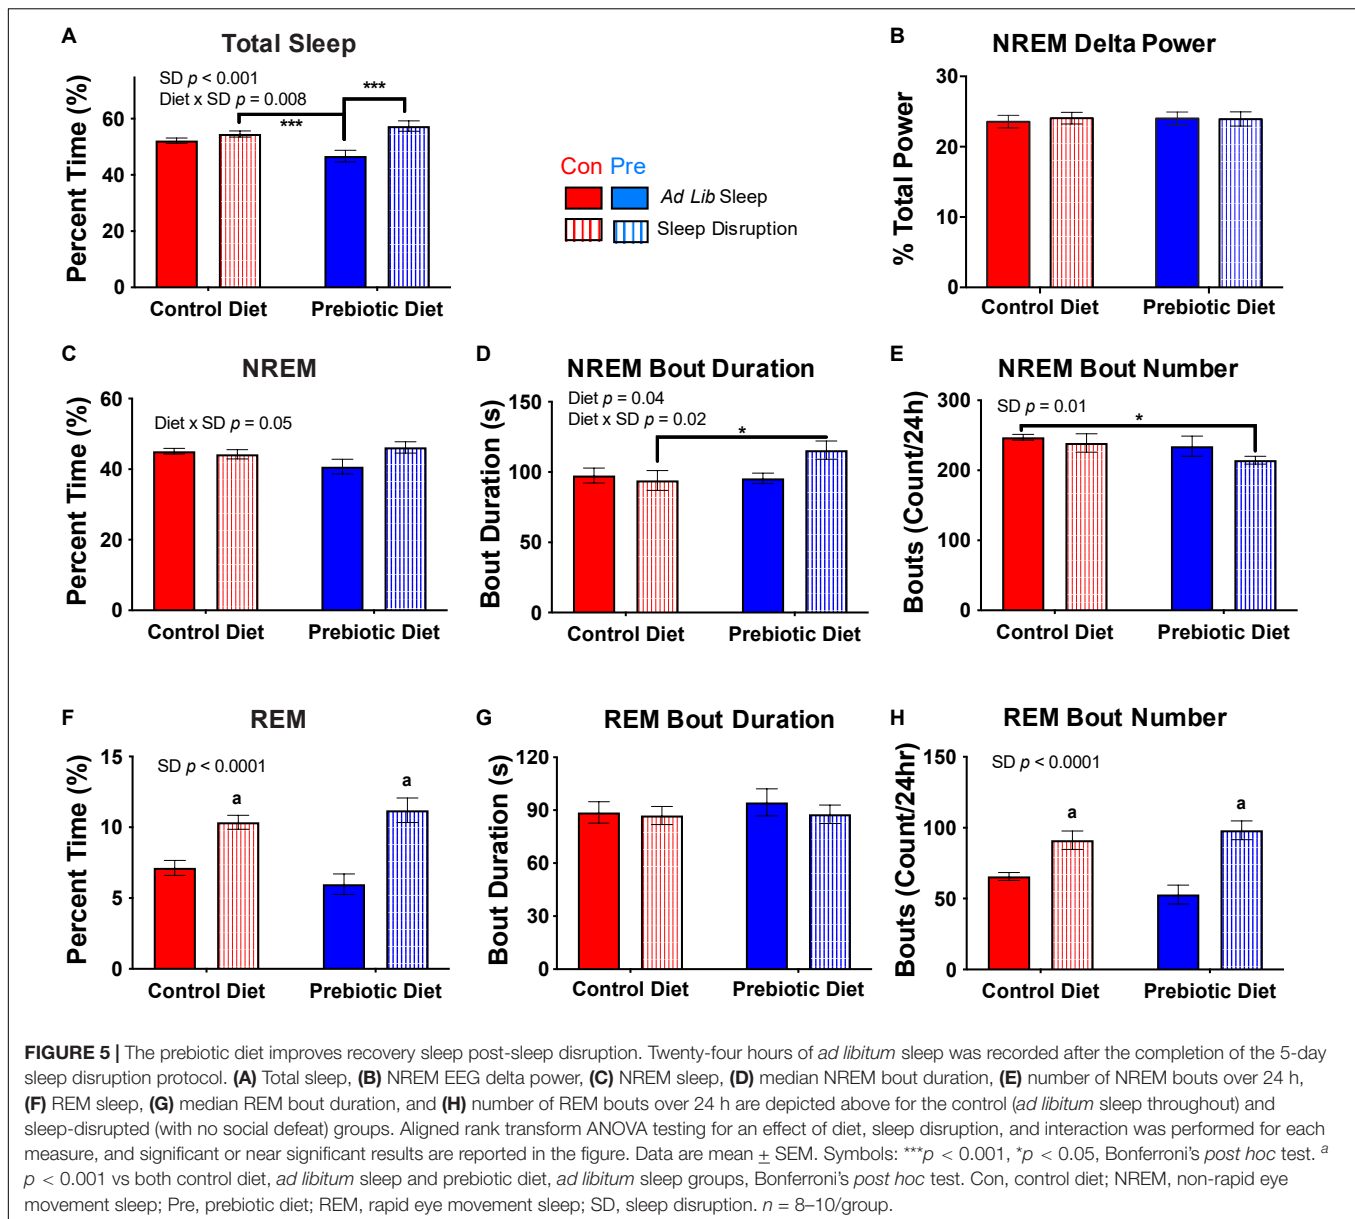 A
Total Sleep
SD p < 0.001
Diet x SD p = 0.008
***
***
Percent Time (%)
60
40
20
0
Control Diet
Prebiotic Diet
Con Pre
Ad Lib Sleep
Sleep Disruption
B
NREM Delta Power
% Total Power
30
20
10
0
Control Diet
Prebiotic Diet
C
NREM
Diet x SD p = 0.05
Percent Time (%)
60
40
20
0
Control Diet
Prebiotic Diet
D
NREM Bout Duration
Diet p = 0.04
Diet x SD p = 0.02
*
Bout Duration (s)
150
100
50
0
Control Diet
Prebiotic Diet
E
NREM Bout Number
SD p = 0.01
*
Bouts (Count/24h)
300
200
100
0
Control Diet
Prebiotic Diet
F
REM
SD p < 0.0001
a
a
Percent Time (%)
15
10
5
0
Control Diet
Prebiotic Diet
G
REM Bout Duration
Bout Duration (s)
120
90
60
30
0
Control Diet
Prebiotic Diet
H
REM Bout Number
SD p < 0.0001
a
a
Bouts (Count/24hr)
150
100
50
0
Control Diet
Prebiotic Diet
FIGURE 5 | The prebiotic diet improves recovery sleep post-sleep disruption. Twenty-four hours of ad libitum sleep was recorded after the completion of the 5-day
sleep disruption protocol. (A) Total sleep, (B) NREM EEG delta power, (C) NREM sleep, (D) median NREM bout duration, (E) number of NREM bouts over 24 h,
(F) REM sleep, (G) median REM bout duration, and (H) number of REM bouts over 24 h are depicted above for the control (ad libitum sleep throughout) and
sleep-disrupted (with no social defeat) groups. Aligned rank transform ANOVA testing for an effect of diet, sleep disruption, and interaction was performed for each
measure, and significant or near significant results are reported in the figure. Data are mean ± SEM. Symbols: ***p < 0.001, *p < 0.05, Bonferroni's post hoc test. a
p < 0.001 vs both control diet, ad libitum sleep and prebiotic diet, ad libitum sleep groups, Bonferroni's post hoc test. Con, control diet; NREM, non-rapid eye
movement sleep; Pre, prebiotic diet; REM, rapid eye movement sleep; SD, sleep disruption. n = 8–10/group.